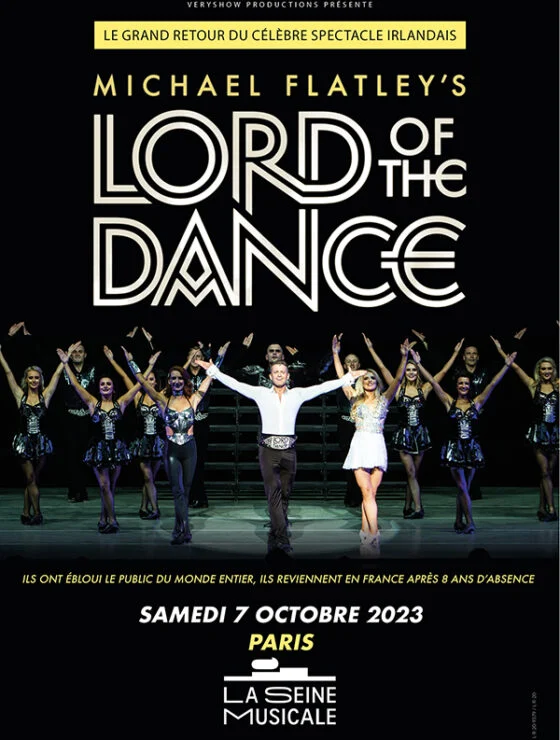 VERYSHOW PRODUCTIONS PRÉSENTE
LE GRAND RETOUR DU CÉLÈBRE SPECTACLE IRLANDAIS
MICHAEL FLATLEY'S
LORD OF THE
DANCE
ILS ONT ÉBLOUI LE PUBLIC DU MONDE ENTIER, ILS REVIENNENT EN FRANCE APRÈS 8 ANS D'ABSENCE
SAMEDI 7 OCTOBRE 2023
PARIS
LA SEINE
MUSICALE